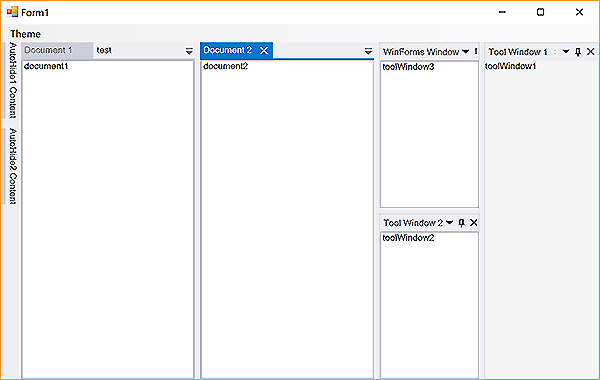 Form1
Theme
AutoHide1 Content
AutoHide2 Content
Document 1
test
document1
Document 2
document2
WinForms Window
toolWindow3
Tool Window 2
toolWindow2
Tool Window 1
toolWindow1